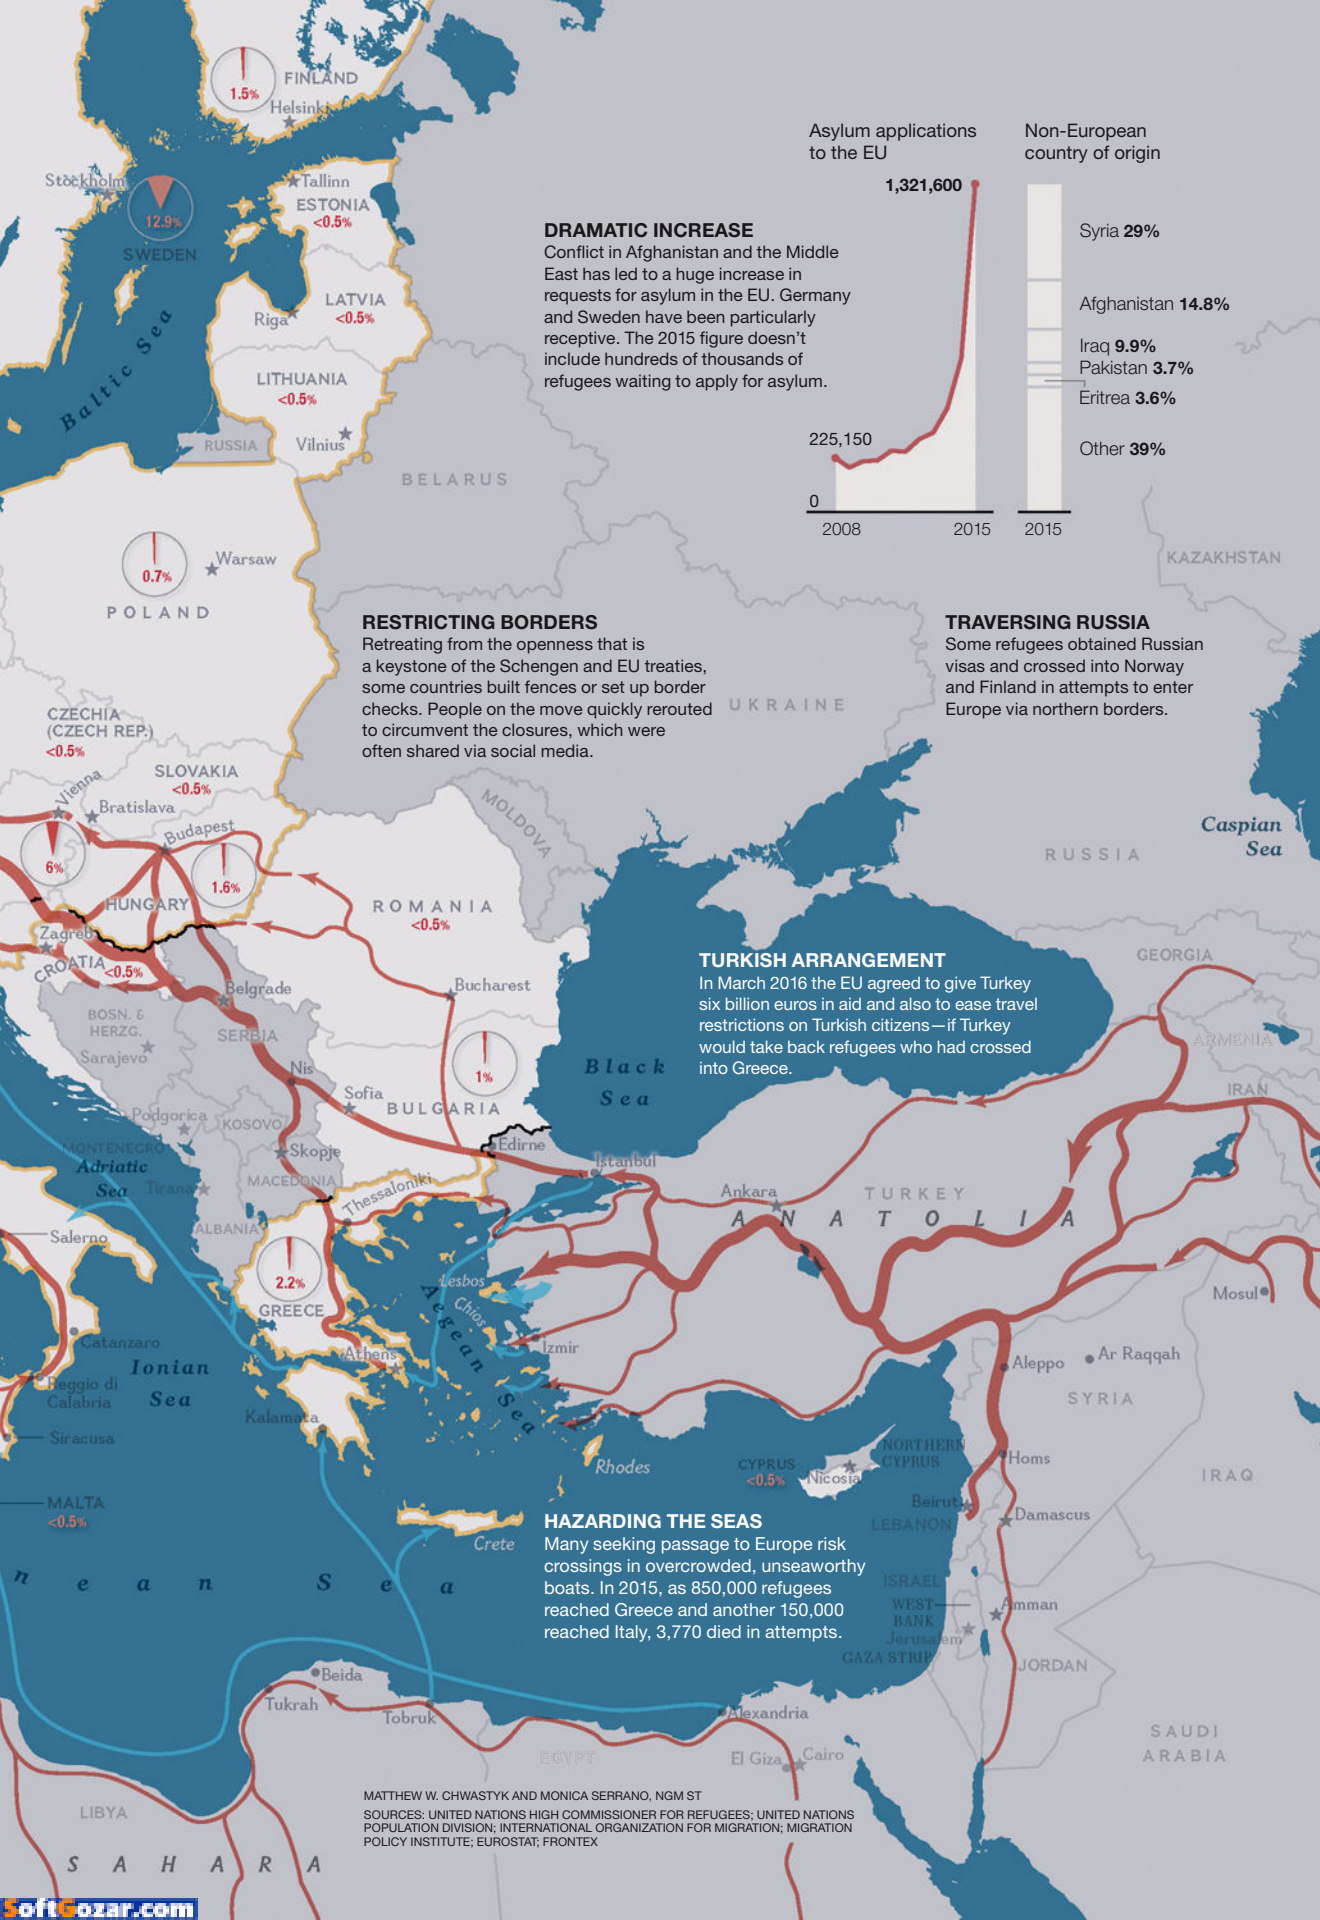 FINLAND
1.5%
Helsinki
Stockholm
12.9%
SWEDEN
Tallinn
ESTONIA
<0.5%
LATVIA
<0.5%
Riga
LITHUANIA
<0.5%
Vilnius
RUSSIA
Baltic Sea
BELARUS
Asylum applications
to the EU
1,321,600
225,150
0
2008
2015
Non-European
country of origin
Syria 29%
Afghanistan 14.8%
Iraq 9.9%
Pakistan 3.7%
Eritrea 3.6%
Other 39%
2015
DRAMATIC INCREASE
Conflict in Afghanistan and the Middle
East has led to a huge increase in
requests for asylum in the EU. Germany
and Sweden have been particularly
receptive. The 2015 figure doesn’t
include hundreds of thousands of
refugees waiting to apply for asylum.
KAZAKHSTAN
Warsaw
0.7%
POLAND
RESTRICTING BORDERS
Retreating from the openness that is
a keystone of the Schengen and EU treaties,
some countries built fences or set up border
checks. People on the move quickly rerouted
to circumvent the closures, which were
often shared via social media.
UKRAINE
TRAVERSING RUSSIA
Some refugees obtained Russian
visas and crossed into Norway
and Finland in attempts to enter
Europe via northern borders.
CZECHIA
(CZECH REP.)
<0.5%
SLOVAKIA
<0.5%
Vienna
Bratislava
Budapest
6%
1.6%
HUNGARY
MOLDOVA
ROMANIA
<0.5%
Caspian
Sea
RUSSIA
Zagreb
CROATIA
<0.5%
Belgrade
Bucharest
BOSN. &
HERZG.
Sarajevo
SERBIA
Nis
Sofia
1%
BULGARIA
Black
Sea
TURKISH ARRANGEMENT
In March 2016 the EU agreed to give Turkey
six billion euros in aid and also to ease travel
restrictions on Turkish citizens—if Turkey
would take back refugees who had crossed
into Greece.
GEORGIA
ARMENIA
IRAN
Podgorica
KOSOVO
MONTENEGRO
Adriatic
Sea
Skopje
MACEDONIA
Tirana
ALBANIA
Edirne
Istanbul
Thessaloniki
Ankara
TURKEY
ANATOLIA
Salerno
2.2%
GREECE
Lesbos
Chios
Aegean Sea
Mosul
Catanzaro
Ionian
Sea
Athens
Izmir
Aleppo
Ar Raqqah
Reggio di
Calabria
Kalamata
SYRIA
Siracusa
Rhodes
CYPRUS
<0.5%
Nicosia
NORTHERN
CYPRUS
Homs
IRAQ
MALTA
<0.5%
Beirut
LEBANON
Damascus
Crete
HAZARDING THE SEAS
Many seeking passage to Europe risk
crossings in overcrowded, unseaworthy
boats. In 2015, as 850,000 refugees
reached Greece and another 150,000
reached Italy, 3,770 died in attempts.
nean Sea
ISRAEL
WEST
BANK
Amman
Jerusalem
GAZA STRIP
JORDAN
Beida
Tukrah
Tobruk
Alexandria
EGYPT
El Giza
Cairo
SAUDI
ARABIA
LIBYA
SAHARA
MATTHEW W. CHWASTYK AND MONICA SERRANO, NGM ST
SOURCES: UNITED NATIONS HIGH COMMISSIONER FOR REFUGEES; UNITED NATIONS
POPULATION DIVISION; INTERNATIONAL ORGANIZATION FOR MIGRATION; MIGRATION
POLICY INSTITUTE; EUROSTAT; FRONTEX
SoftGozar.com